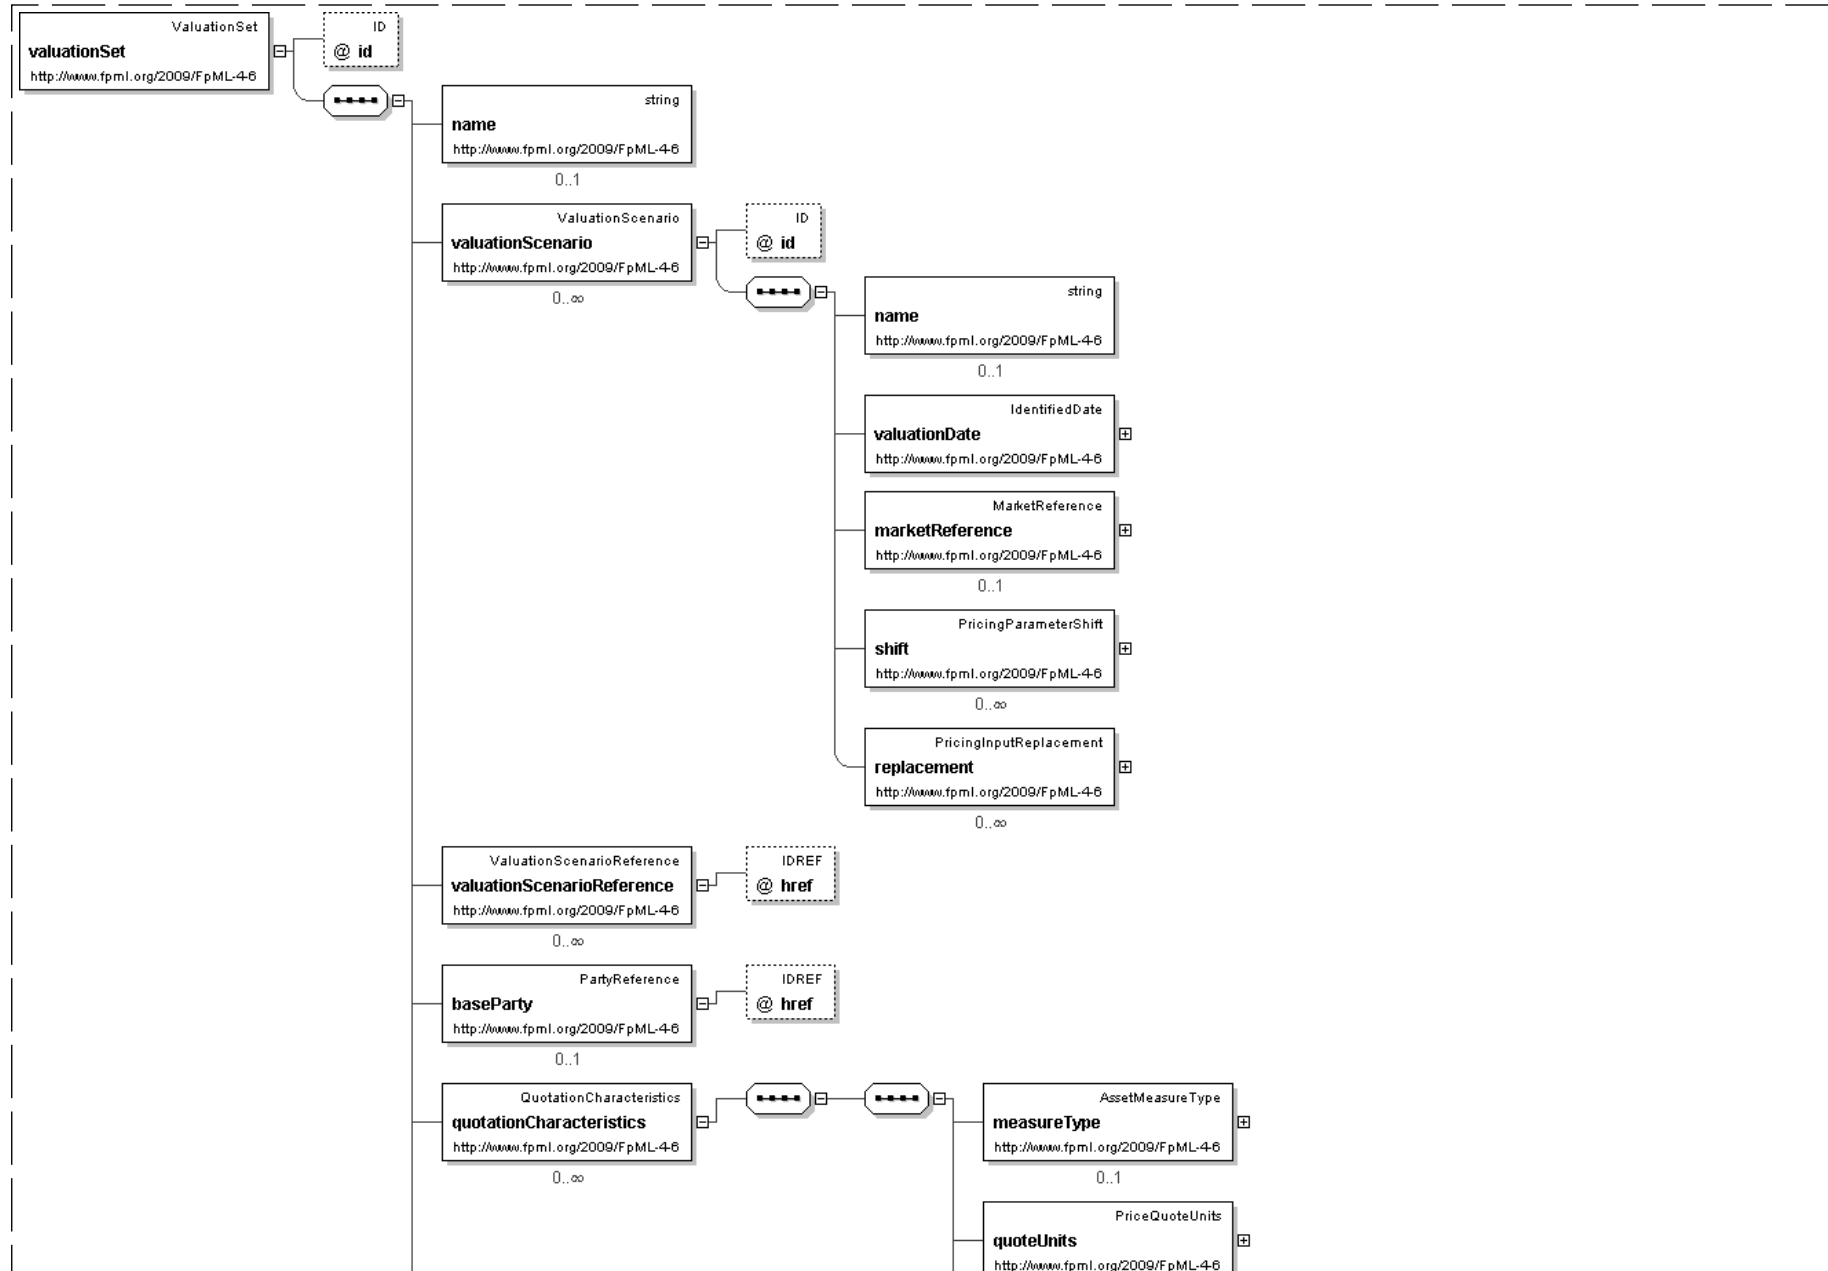 ValuationSet
valuationSet
http://www.fpml.org/2009/FpML-4-6
ID
@ id
string
name
http://www.fpml.org/2009/FpML-4-6
0..1
ValuationScenario
valuationScenario
http://www.fpml.org/2009/FpML-4-6
0..∞
ID
@ id
string
name
http://www.fpml.org/2009/FpML-4-6
0..1
IdentifiedDate
valuationDate
http://www.fpml.org/2009/FpML-4-6
MarketReference
marketReference
http://www.fpml.org/2009/FpML-4-6
0..1
PricingParameterShift
shift
http://www.fpml.org/2009/FpML-4-6
0..∞
PricingInputReplacement
replacement
http://www.fpml.org/2009/FpML-4-6
0..∞
ValuationScenarioReference
valuationScenarioReference
http://www.fpml.org/2009/FpML-4-6
0..∞
IDREF
@ href
PartyReference
baseParty
http://www.fpml.org/2009/FpML-4-6
0..1
IDREF
@ href
QuotationCharacteristics
quotationCharacteristics
http://www.fpml.org/2009/FpML-4-6
0..∞
AssetMeasureType
measureType
http://www.fpml.org/2009/FpML-4-6
0..1
PriceQuoteUnits
quoteUnits
http://www.fpml.org/2009/FpML-4-6